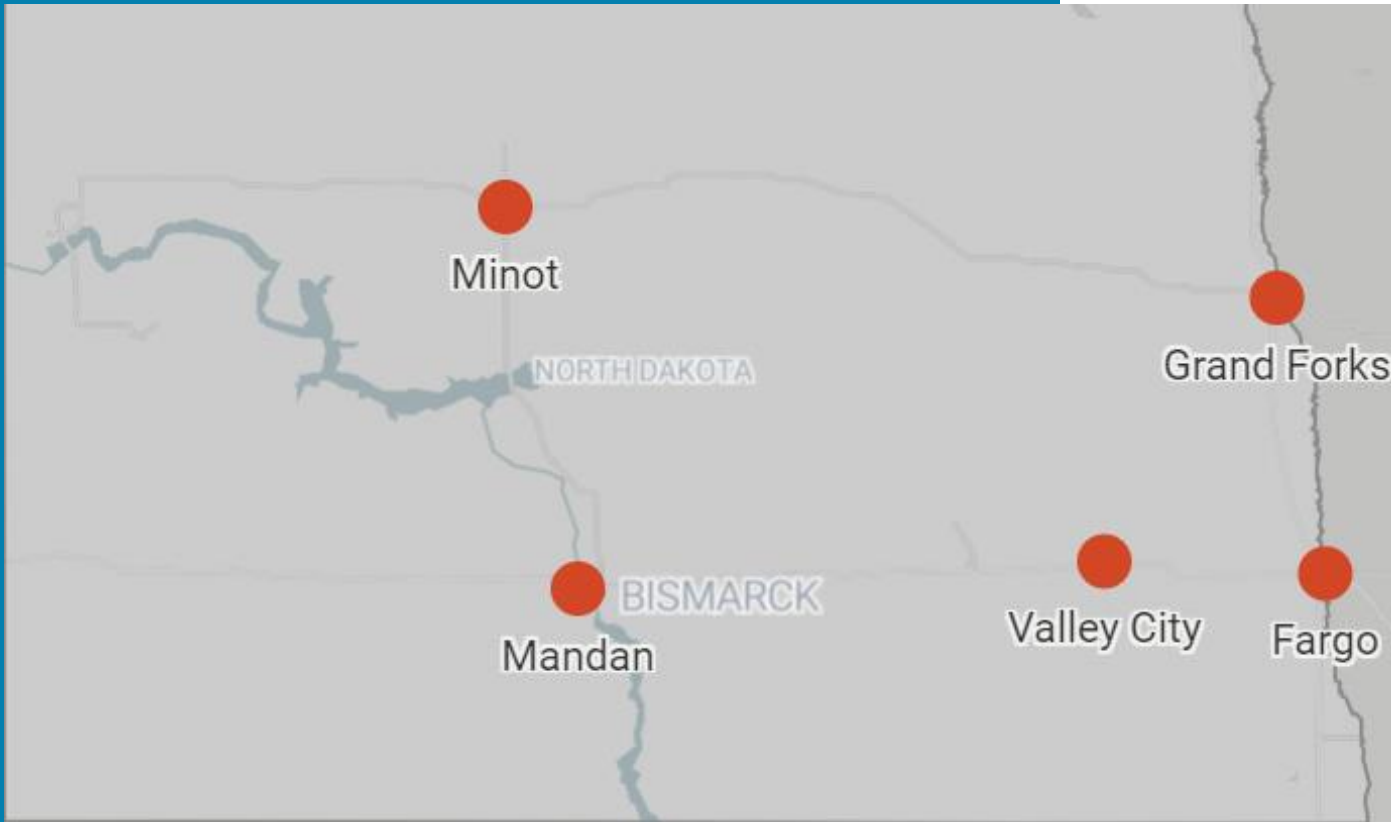 Minot
NORTH DAKOTA
Grand Forks
BISMARCK
Valley City
Fargo
Mandan